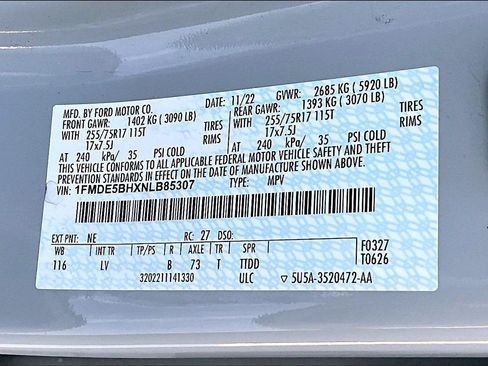 MFD. BY FORD MOTOR CO.
DATE: 11/22 GVWR: 2685 KG ( 5920 LB)
FRONT GAWR: 1402 KG ( 3090 LB) REAR GAWR: 1393 KG ( 3070 LB)
WITH 255/75R17 115T TIRES WITH 255/75R17 115T TIRES
17x7.5J RIMS 17x7.5J RIMS
AT 240 kPa/ 35 PSI COLD AT 240 kPa/ 35 PSI COLD
THIS VEHICLE CONFORMS TO ALL APPLICABLE FEDERAL MOTOR VEHICLE SAFETY AND THEFT
PREVENTION STANDARDS IN EFFECT ON THE DATE OF MANUFACTURE SHOWN ABOVE.
VIN: 1FMDE5BHXNLB85307 TYPE: MPV
EXT PNT: NE RC: 27 DSO: F0327
WB INT TR TP/PS R AXLE TR SPR T0626
116 LV B 73 T TTDD
3202211141330 ULC ▽ 5U5A-3520472-AA